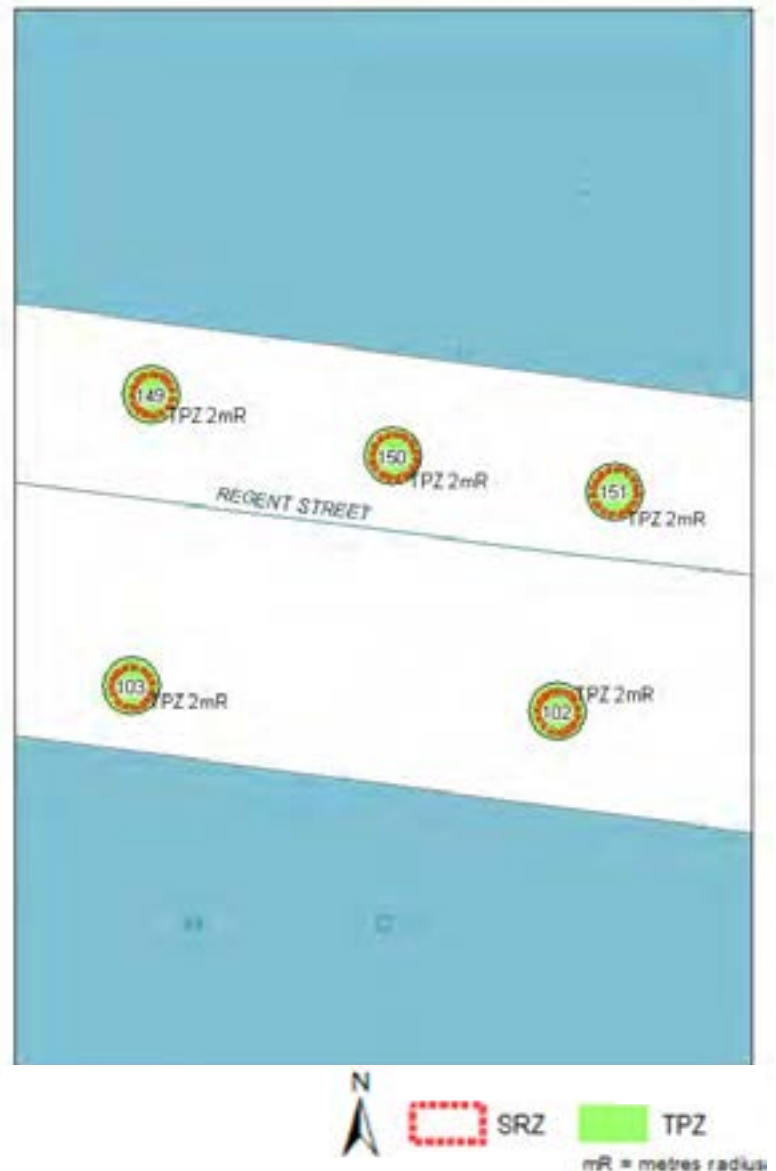 149
TPZ 2mR
150
TPZ 2mR
151
TPZ 2mR
REGENT STREET
103
TPZ 2mR
TPZ 2mR
102
N
SRZ
TPZ
mR = metres radius